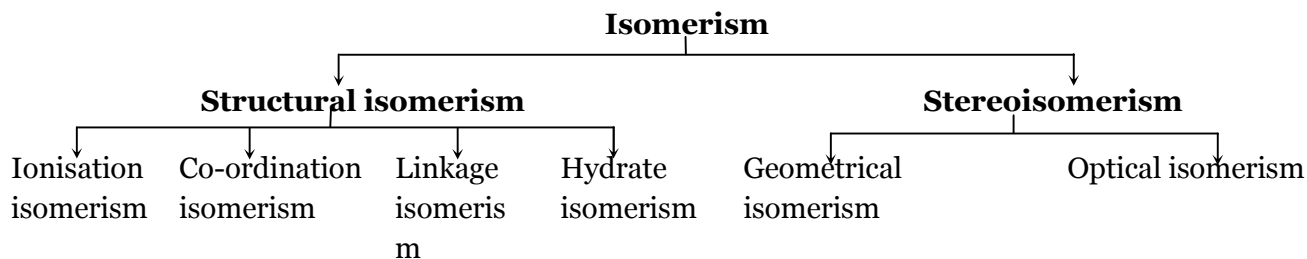 Isomerism
Structural isomerism
Stereoisomerism
Ionisation
isomerism
Co-ordination
isomerism
Linkage
isomeris
m
Hydrate
isomerism
Geometrical
isomerism
Optical isomerism